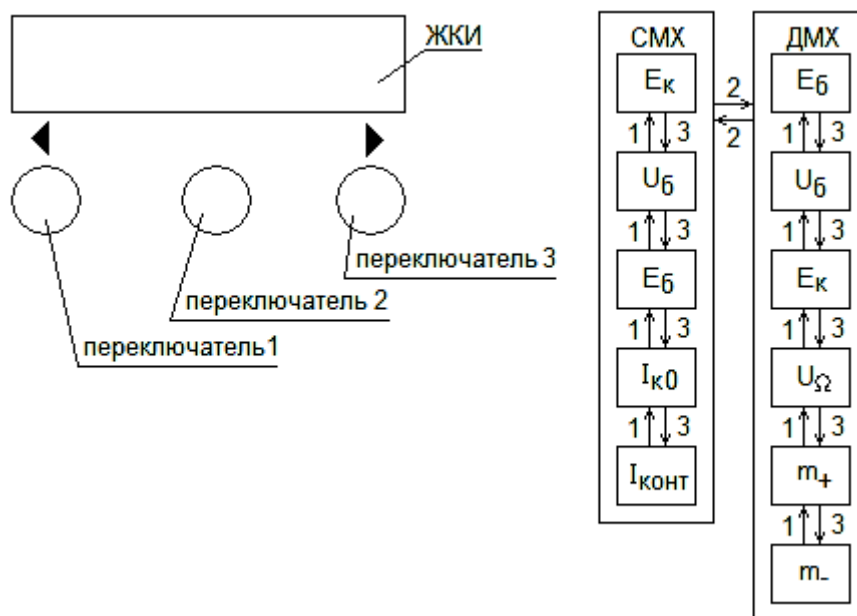 ЖКИ
переключатель 3
переключатель 2
переключатель1
СМХ
Eк
1 3
Uб
1 3
Eб
1 3
Iк0
1 3
Iконт
2
2
ДМХ
Eб
1 3
Uб
1 3
Eк
1 3
UΩ
1 3
m+
1 3
m-